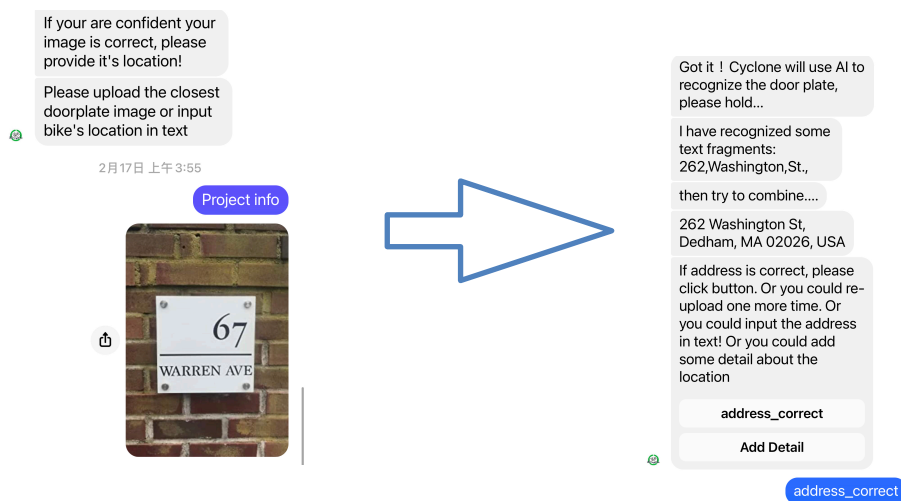 If your are confident your
image is correct, please
provide it's location!
Please upload the closest
doorplate image or input
bike's location in text
2月17日 上午 3:55
Project info
67
WARREN AVE
Got it！Cyclone will use AI to
recognize the door plate,
please hold...
I have recognized some
text fragments:
262,Washington,St.,
then try to combine....
262 Washington St,
Dedham, MA 02026, USA
If address is correct, please
click button. Or you could re-
upload one more time. Or
you could input the address
in text! Or you could add
some detail about the
location
address_correct
Add Detail
address_correct